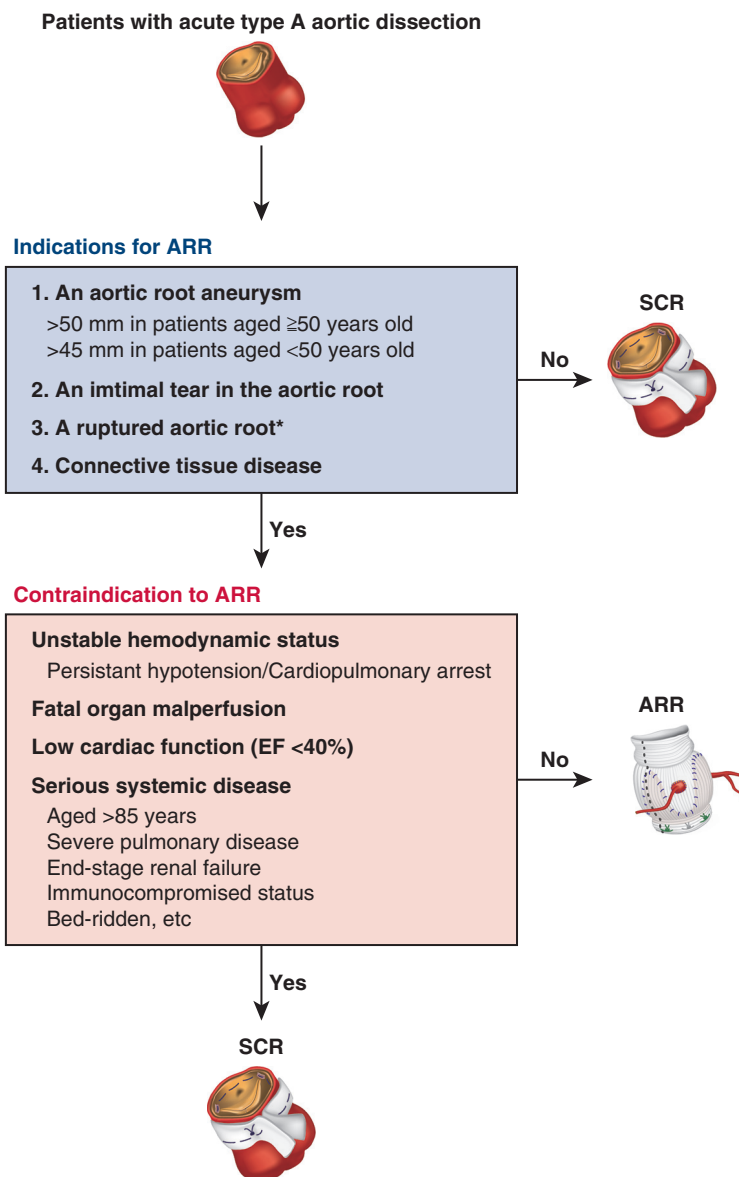 Patients with acute type A aortic dissection
Indications for ARR
1. An aortic root aneurysm
>50 mm in patients aged ≧50 years old
>45 mm in patients aged <50 years old
2. An imtimal tear in the aortic root
3. A ruptured aortic root*
4. Connective tissue disease
No
SCR
Yes
Contraindication to ARR
Unstable hemodynamic status
Persistant hypotension/Cardiopulmonary arrest
Fatal organ malperfusion
Low cardiac function (EF <40%)
Serious systemic disease
Aged >85 years
Severe pulmonary disease
End-stage renal failure
Immunocompromised status
Bed-ridden, etc
No
ARR
Yes
SCR